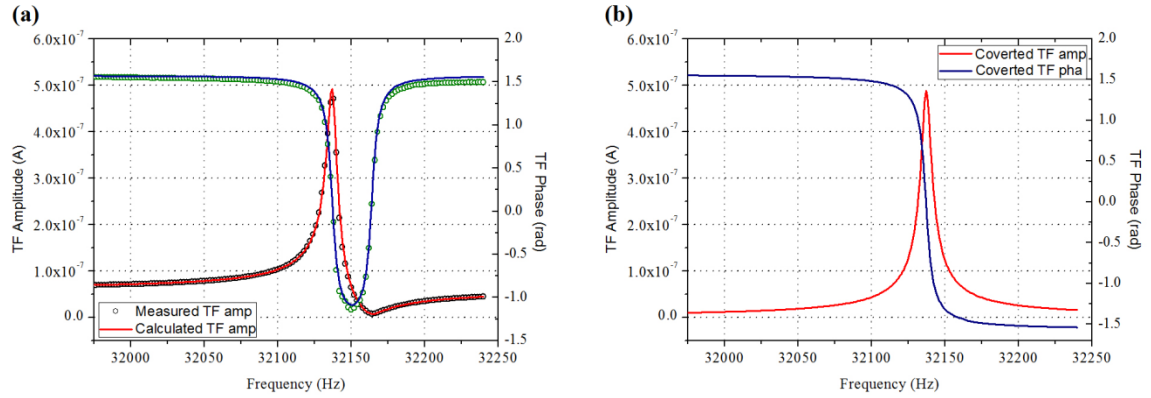 (a)
6.0x10⁻⁷
5.0x10⁻⁷
4.0x10⁻⁷
3.0x10⁻⁷
2.0x10⁻⁷
1.0x10⁻⁷
0.0
TF Amplitude (A)
Measured TF amp
Calculated TF amp
2.0
1.5
1.0
0.5
0.0
-0.5
-1.0
-1.5
TF Phase (rad)
32000 32050 32100 32150 32200 32250
Frequency (Hz)
(b)
6.0x10⁻⁷
5.0x10⁻⁷
4.0x10⁻⁷
3.0x10⁻⁷
2.0x10⁻⁷
1.0x10⁻⁷
0.0
TF Amplitude (A)
Coverted TF amp
Coverted TF pha
2.0
1.5
1.0
0.5
0.0
-0.5
-1.0
-1.5
TF Phase (rad)
32000 32050 32100 32150 32200 32250
Frequency (Hz)